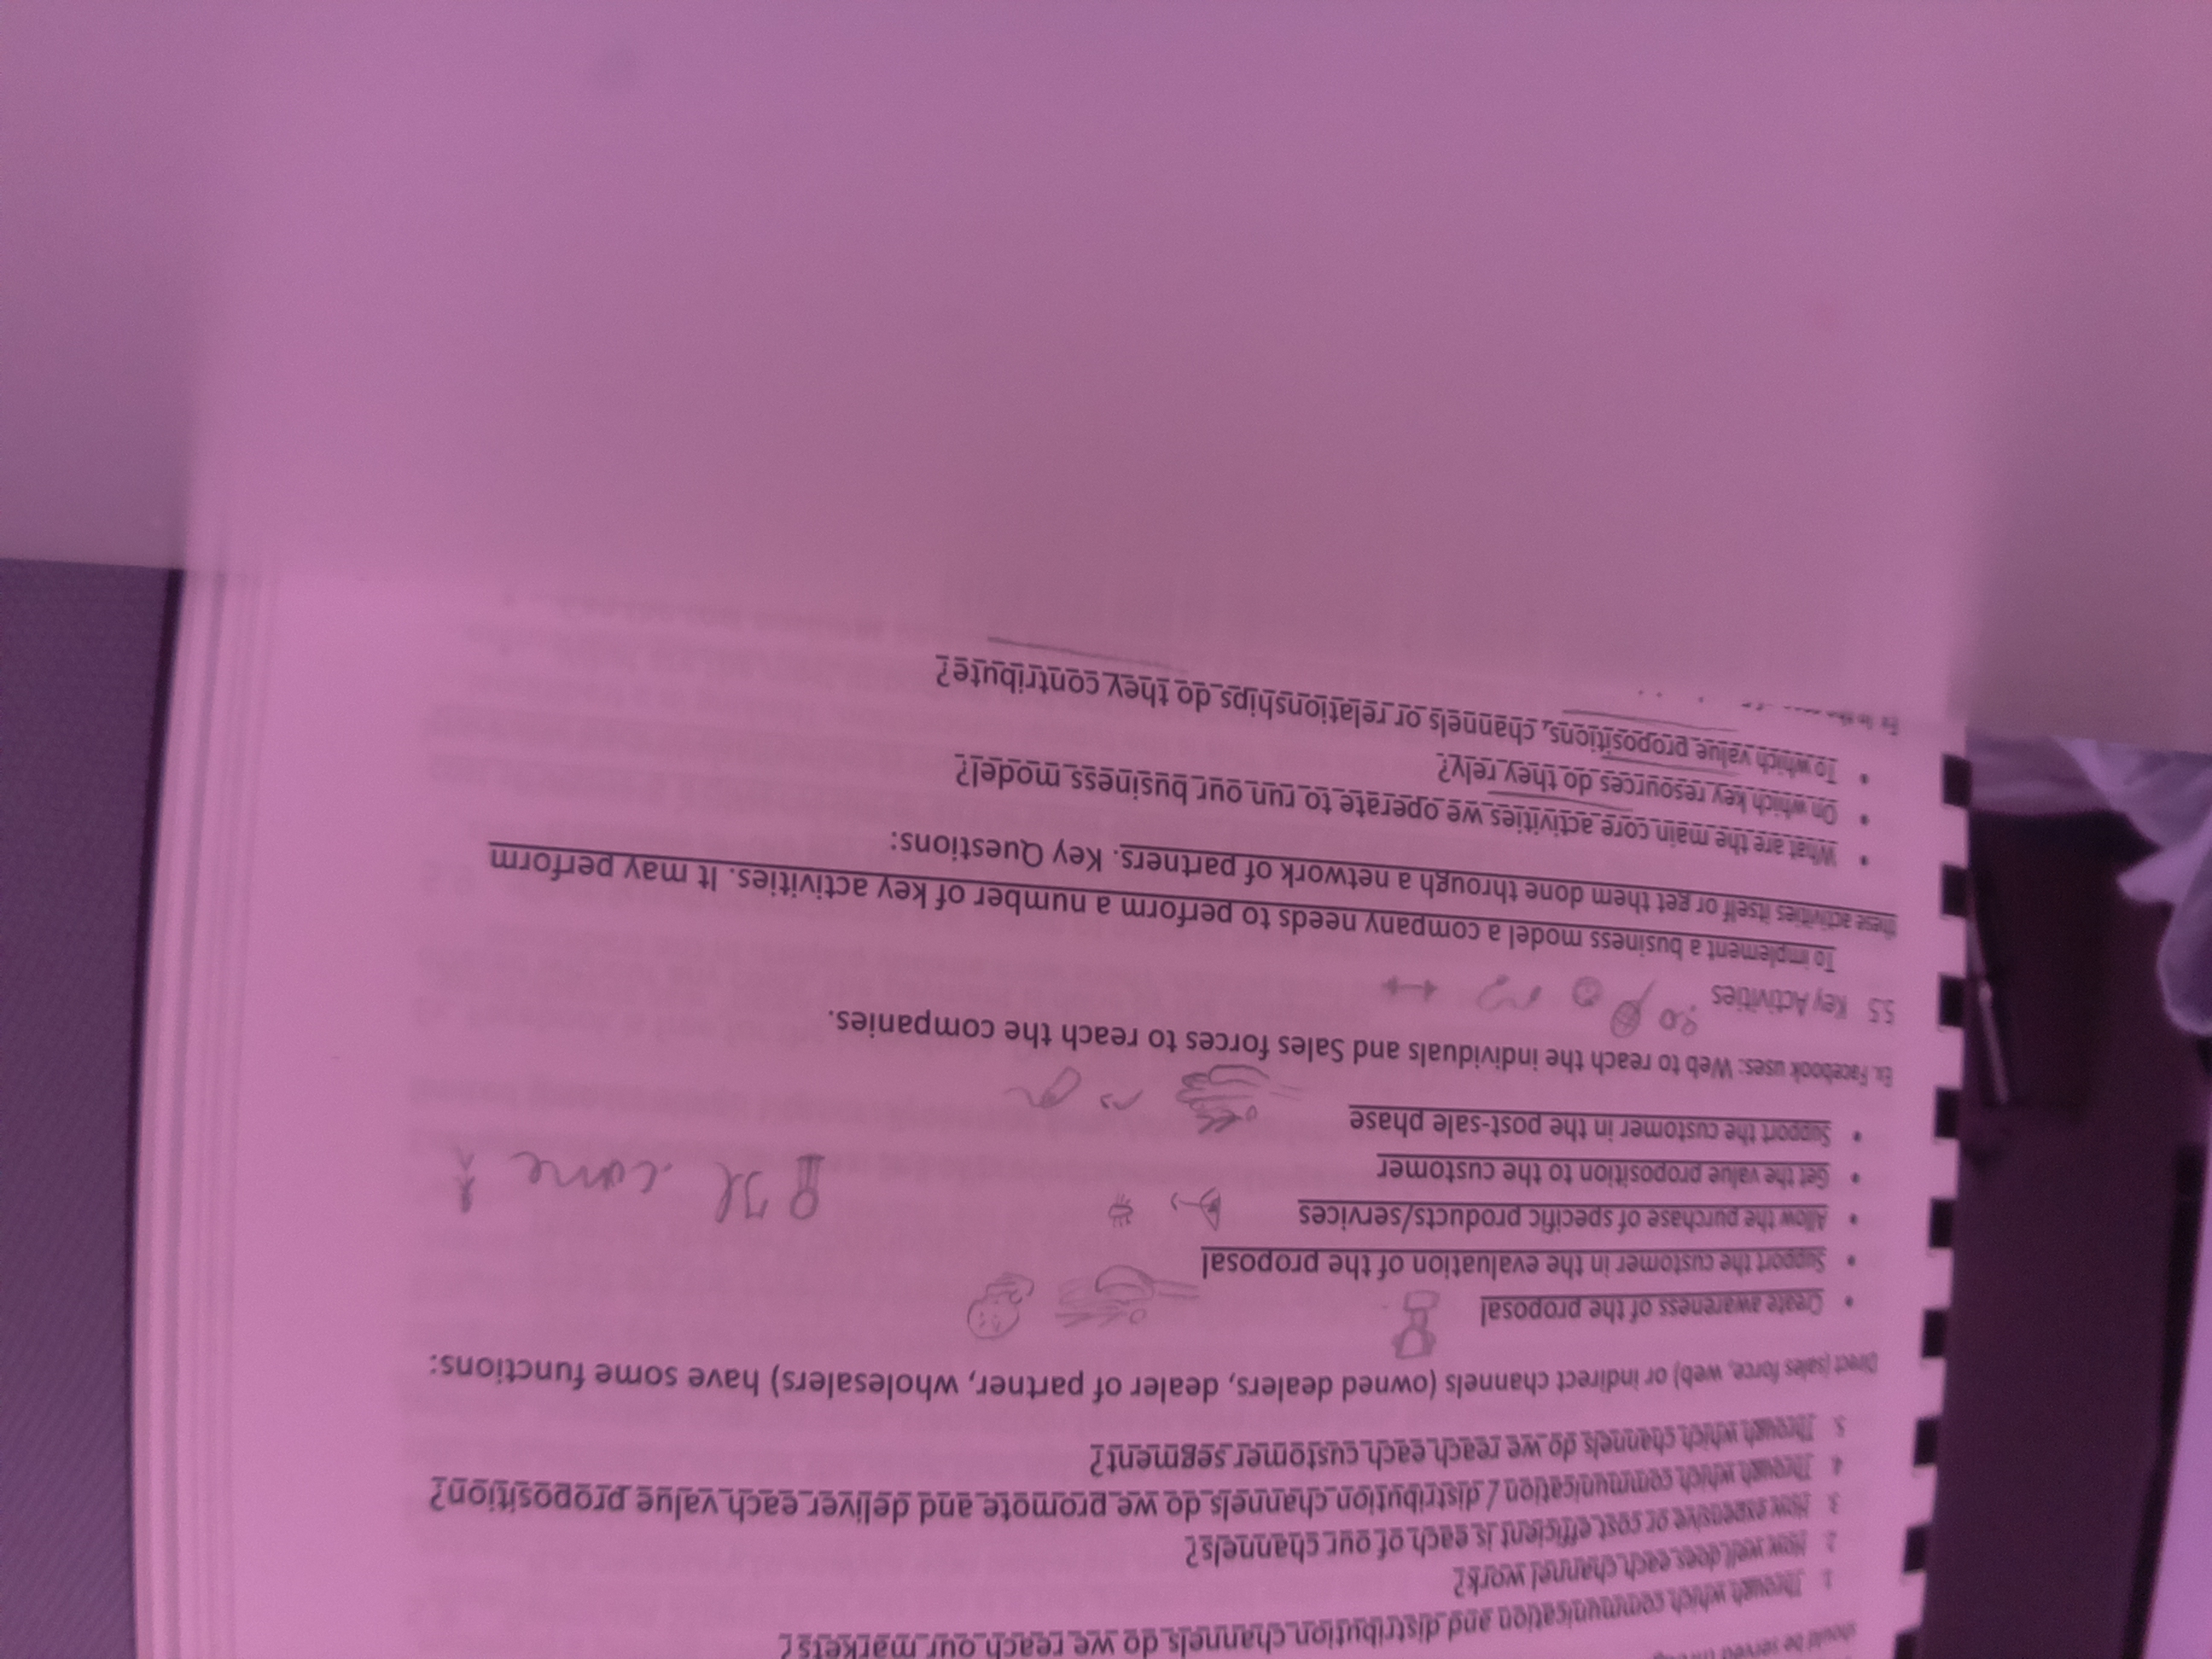 should be served through
1. Through which communication and distribution channels do we reach our markets?
2. How well does each channel work?
3. How expensive or cost efficient is each of our channels?
4. Through which communication / distribution channels do we promote and deliver each value proposition?
5. Through which channels do we reach each customer segment?
Direct (sales force, web) or indirect channels (owned dealers, dealer of partner, wholesalers) have some functions:
• Create awareness of the proposal
• Support the customer in the evaluation of the proposal
• Allow the purchase of specific products/services
• Get the value proposition to the customer
• Support the customer in the post-sale phase
Ex. Facebook uses: Web to reach the individuals and Sales forces to reach the companies.
5.5 Key Activities
To implement a business model a company needs to perform a number of key activities. It may perform
these activities itself or get them done through a network of partners. Key Questions:
• What are the main core activities we operate to run our business model?
• On which key resources do they rely?
• To which value propositions, channels or relationships do they contribute?